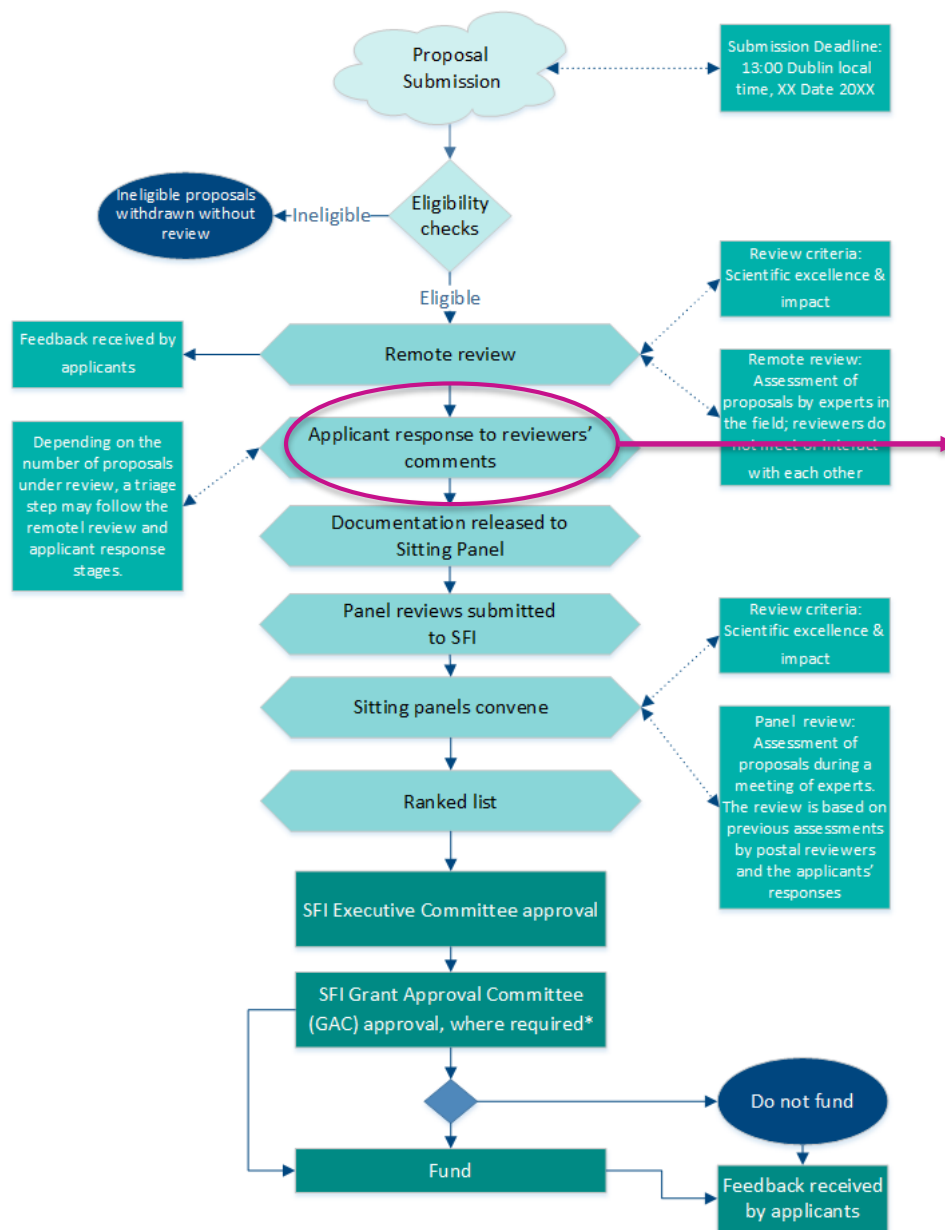 Proposal
Submission
Submission Deadline:
13:00 Dublin local
time, XX Date 20XX
Ineligible proposals
withdrawn without
review
Ineligible
Eligibility
checks
Eligible
Review criteria:
Scientific excellence &
impact
Feedback received by
applicants
Remote review
Remote review:
Assessment of
proposals by experts in
the field; reviewers do
not meet or interact
with each other
Applicant response to reviewers’
comments
Depending on the
number of proposals
under review, a triage
step may follow the
remotel review and
applicant response
stages.
Documentation released to
Sitting Panel
Panel reviews submitted
to SFI
Review criteria:
Scientific excellence &
impact
Sitting panels convene
Panel review:
Assessment of
proposals during a
meeting of experts.
The review is based on
previous assessments
by postal reviewers
and the applicants’
responses
Ranked list
SFI Executive Committee approval
SFI Grant Approval Committee
(GAC) approval, where required*
Do not fund
Fund
Feedback received
by applicants